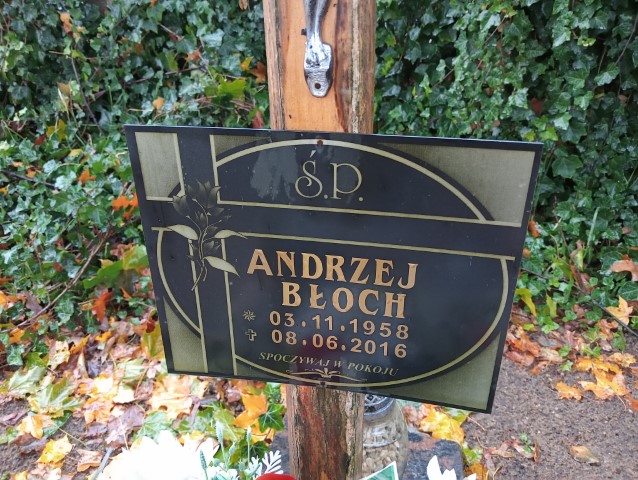 Ś.P.
ANDRZEJ
BŁOCH
* 03.11.1958
✝ 08.06.2016
SPOCZYWAJ W POKOJU